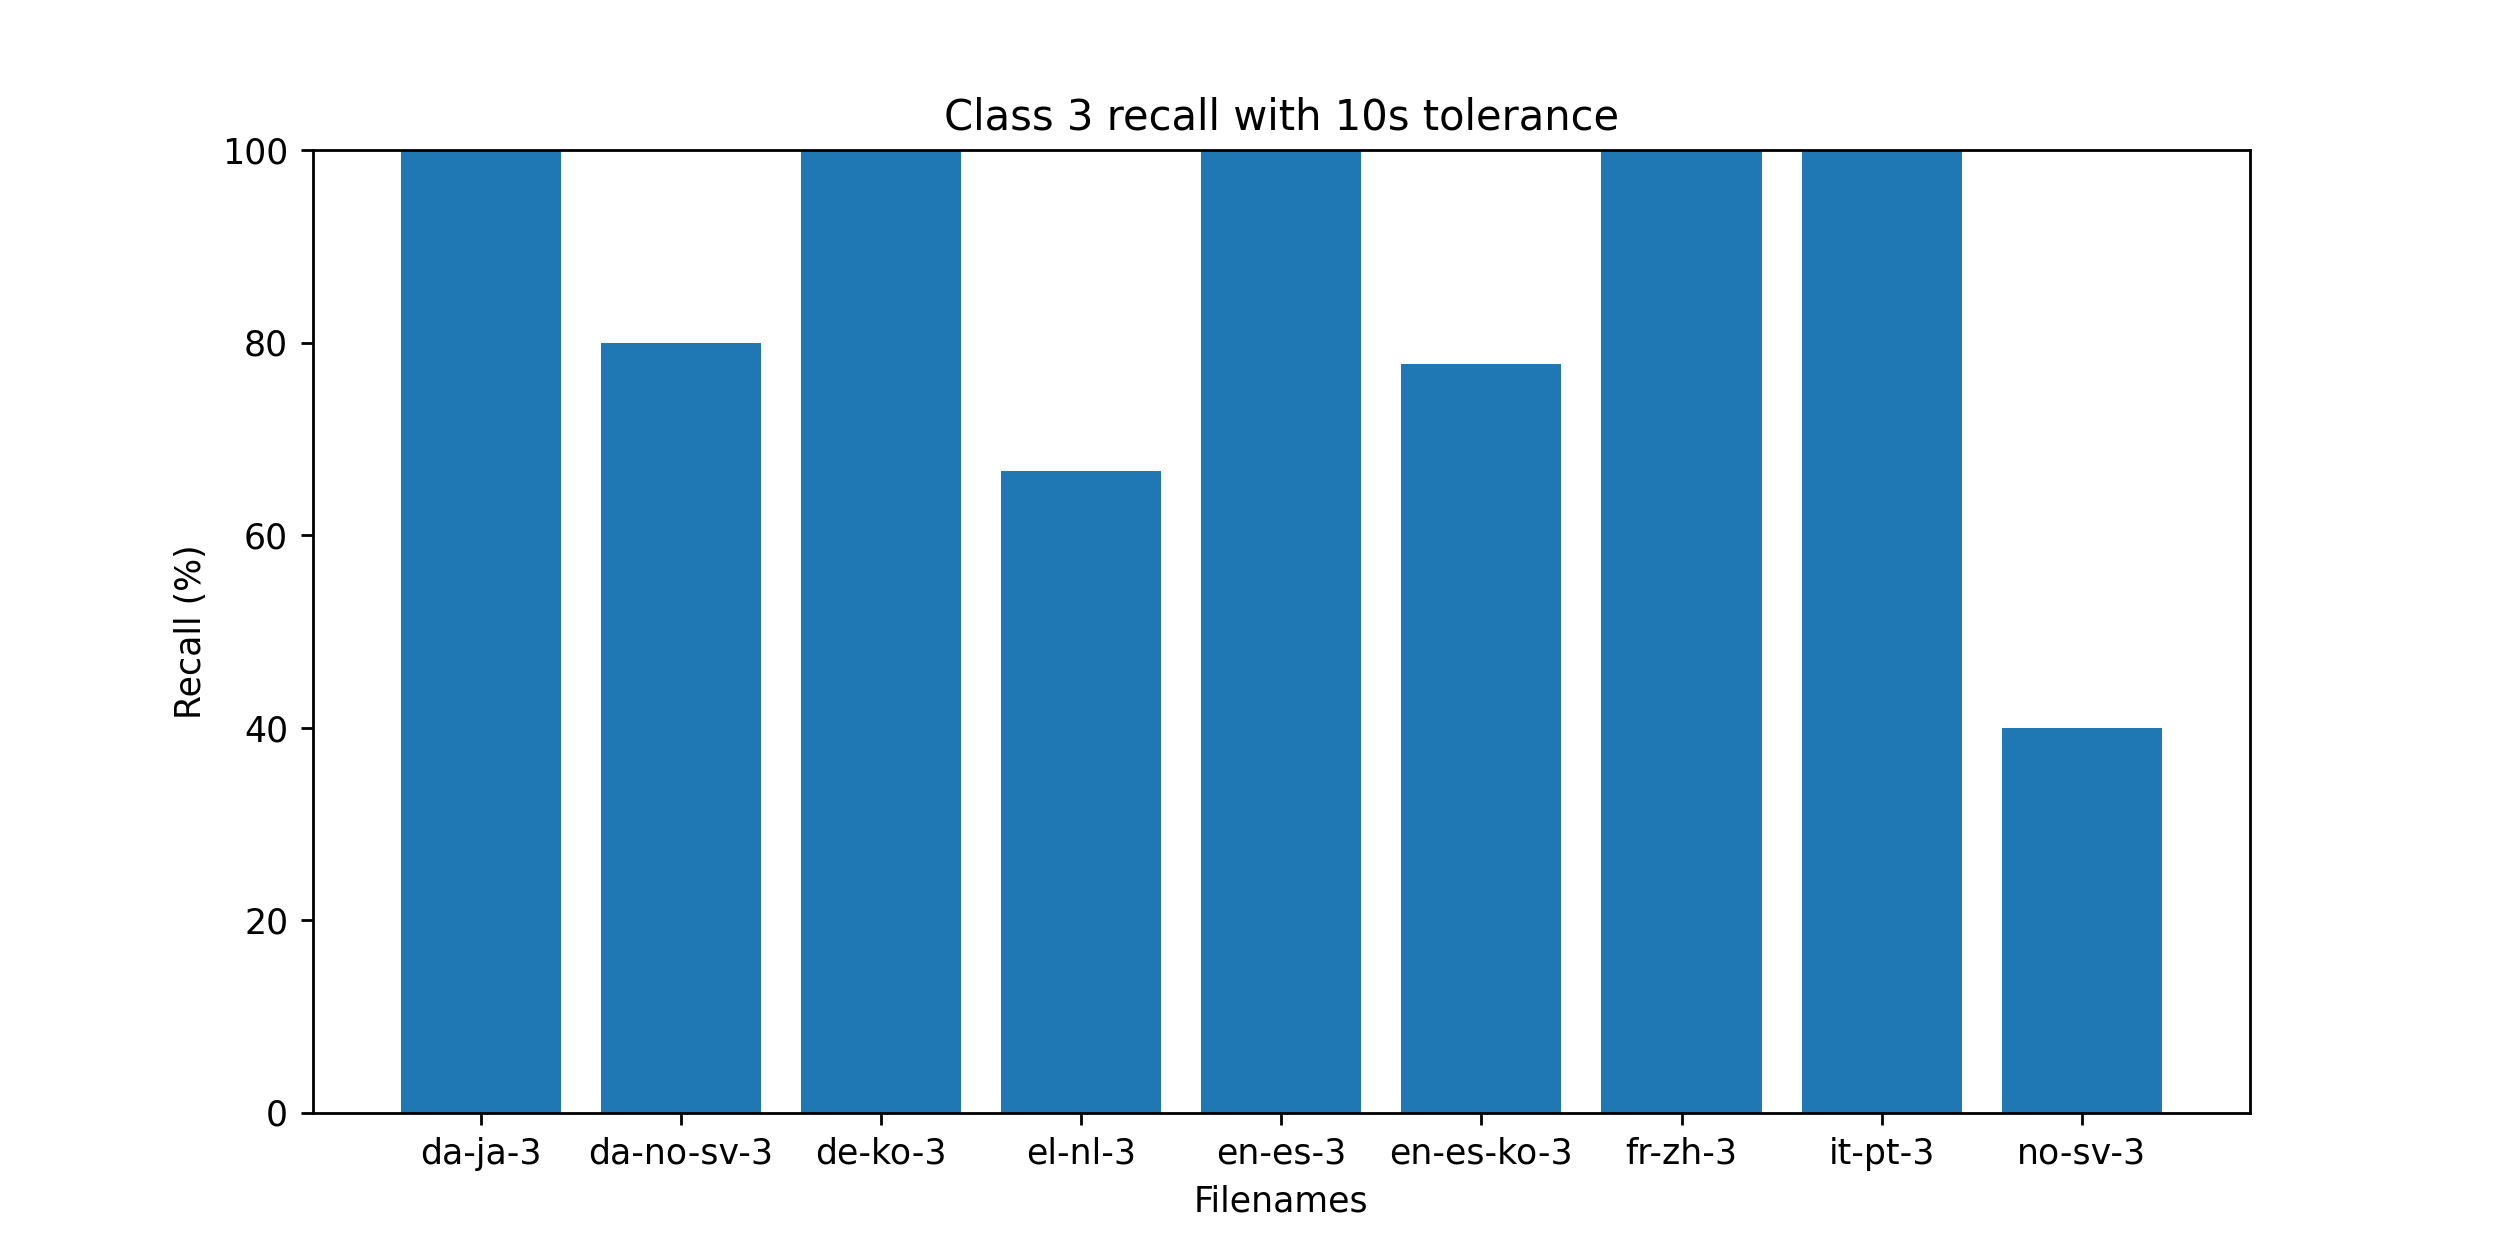 Class 3 recall with 10s tolerance
100
80
60
40
20
0
Recall (%)
da-ja-3 da-no-sv-3 de-ko-3 el-nl-3 en-es-3 en-es-ko-3 fr-zh-3 it-pt-3 no-sv-3
Filenames